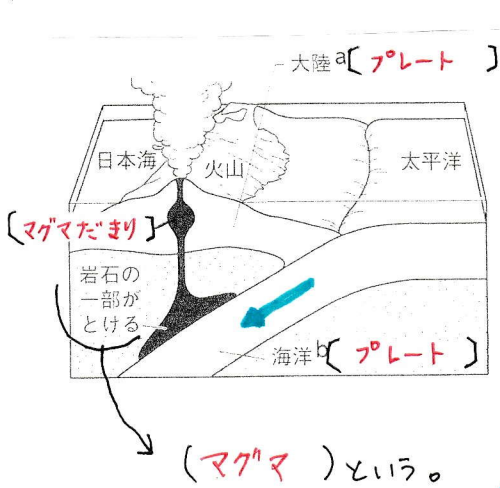 大陸a〔プレート〕
日本海
火山
太平洋
〔マグマだまり〕
岩石の
一部が
とける
海洋b〔プレート〕
(マグマ)という。